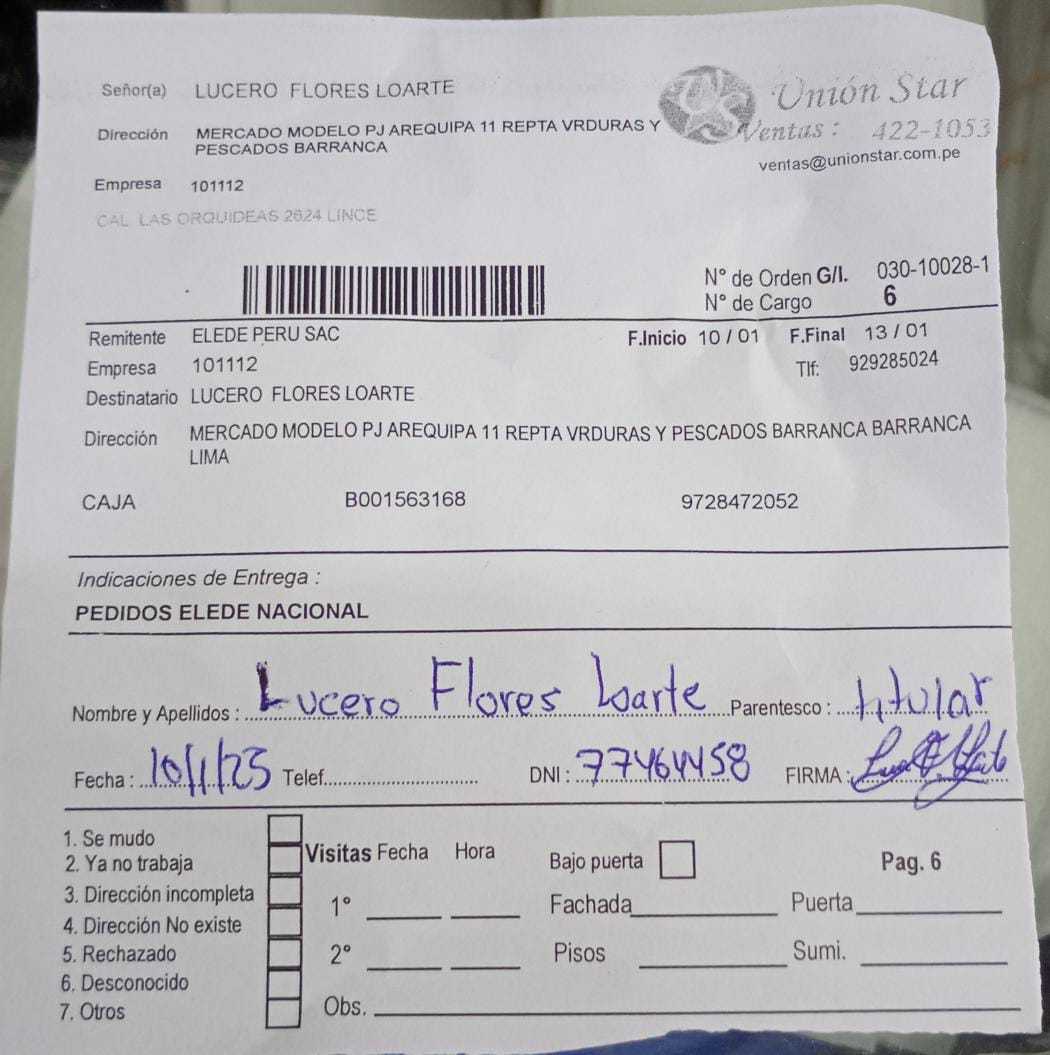 Señor(a) LUCERO FLORES LOARTE
Unión Star
Dirección MERCADO MODELO PJ AREQUIPA 11 REPTA VRDURAS Y
PESCADOS BARRANCA
Ventas : 422-1053
ventas@unionstar.com.pe
Empresa 101112
CAL. LAS ORQUIDEAS 2624 LINCE
N° de Orden G/I. 030-10028-1
N° de Cargo 6
Remitente ELEDE PERU SAC F.Inicio 10 / 01 F.Final 13 / 01
Empresa 101112 Tlf: 929285024
Destinatario LUCERO FLORES LOARTE
Dirección MERCADO MODELO PJ AREQUIPA 11 REPTA VRDURAS Y PESCADOS BARRANCA BARRANCA
LIMA
CAJA B001563168 9728472052
Indicaciones de Entrega :
PEDIDOS ELEDE NACIONAL
Nombre y Apellidos : Lucero Flores Loarte Parentesco : titular
Fecha : 10/1/25 Telef. DNI : 77464458 FIRMA :
1. Se mudo
2. Ya no trabaja
3. Dirección incompleta
4. Dirección No existe
5. Rechazado
6. Desconocido
7. Otros
Visitas Fecha Hora
1°
2°
Obs.
Bajo puerta
Pag. 6
Fachada Puerta
Pisos Sumi.